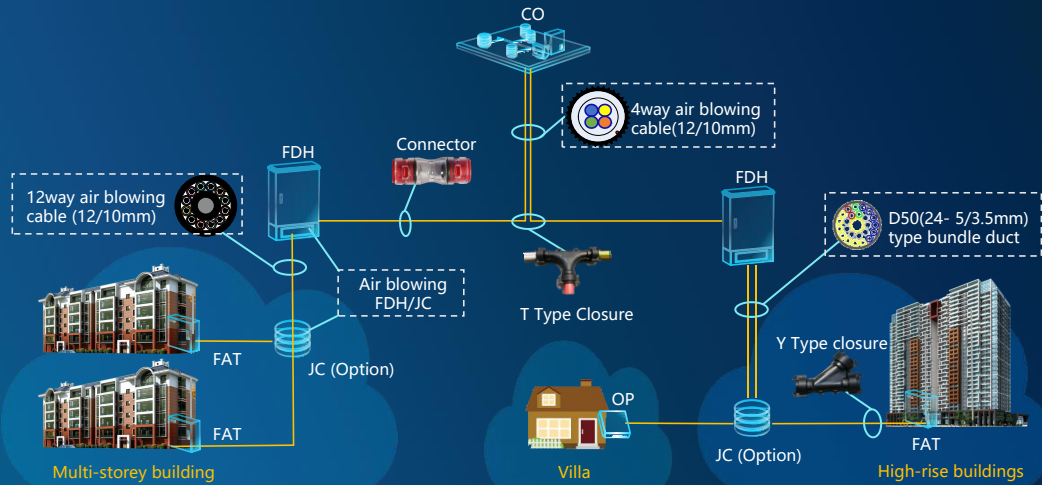 CO
4way air blowing
cable(12/10mm)
Connector
FDH
FDH
12way air blowing
cable (12/10mm)
D50(24- 5/3.5mm)
type bundle duct
Air blowing
FDH/JC
T Type Closure
Y Type closure
FAT
JC (Option)
OP
FAT
JC (Option)
FAT
Multi-storey building
Villa
High-rise buildings